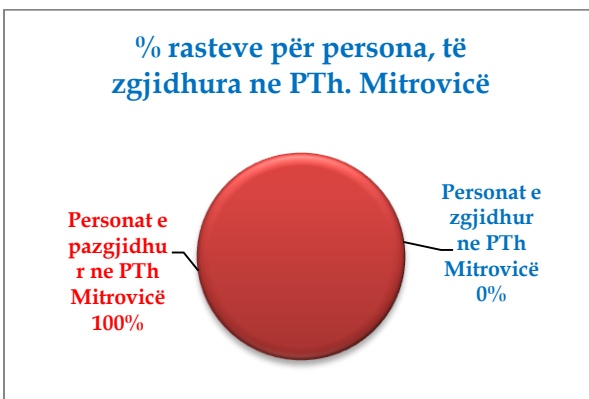 % rasteve për persona, të
zgjidhura ne PTh. Mitrovicë
Personat e
pazgjidhu
r ne PTh
Mitrovicë
100%
Personat e
zgjidhur
ne PTh
Mitrovicë
0%